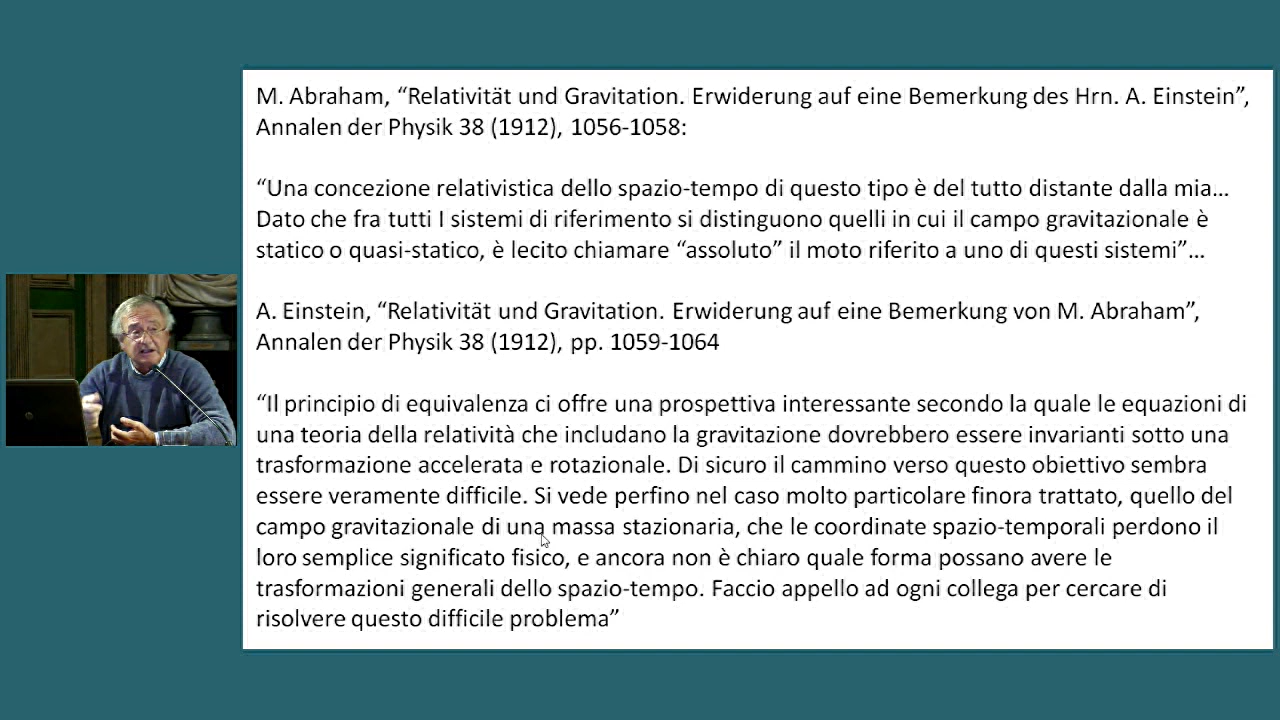 M. Abraham, “Relativität und Gravitation. Erwiderung auf eine Bemerkung des Hrn. A. Einstein”,
Annalen der Physik 38 (1912), 1056-1058:
“Una concezione relativistica dello spazio-tempo di questo tipo è del tutto distante dalla mia…
Dato che fra tutti I sistemi di riferimento si distinguono quelli in cui il campo gravitazionale è
statico o quasi-statico, è lecito chiamare “assoluto” il moto riferito a uno di questi sistemi”…
A. Einstein, “Relativität und Gravitation. Erwiderung auf eine Bemerkung von M. Abraham”,
Annalen der Physik 38 (1912), pp. 1059-1064
“Il principio di equivalenza ci offre una prospettiva interessante secondo la quale le equazioni di
una teoria della relatività che includano la gravitazione dovrebbero essere invarianti sotto una
trasformazione accelerata e rotazionale. Di sicuro il cammino verso questo obiettivo sembra
essere veramente difficile. Si vede perfino nel caso molto particolare finora trattato, quello del
campo gravitazionale di una massa stazionaria, che le coordinate spazio-temporali perdono il
loro semplice significato fisico, e ancora non è chiaro quale forma possano avere le
trasformazioni generali dello spazio-tempo. Faccio appello ad ogni collega per cercare di
risolvere questo difficile problema”